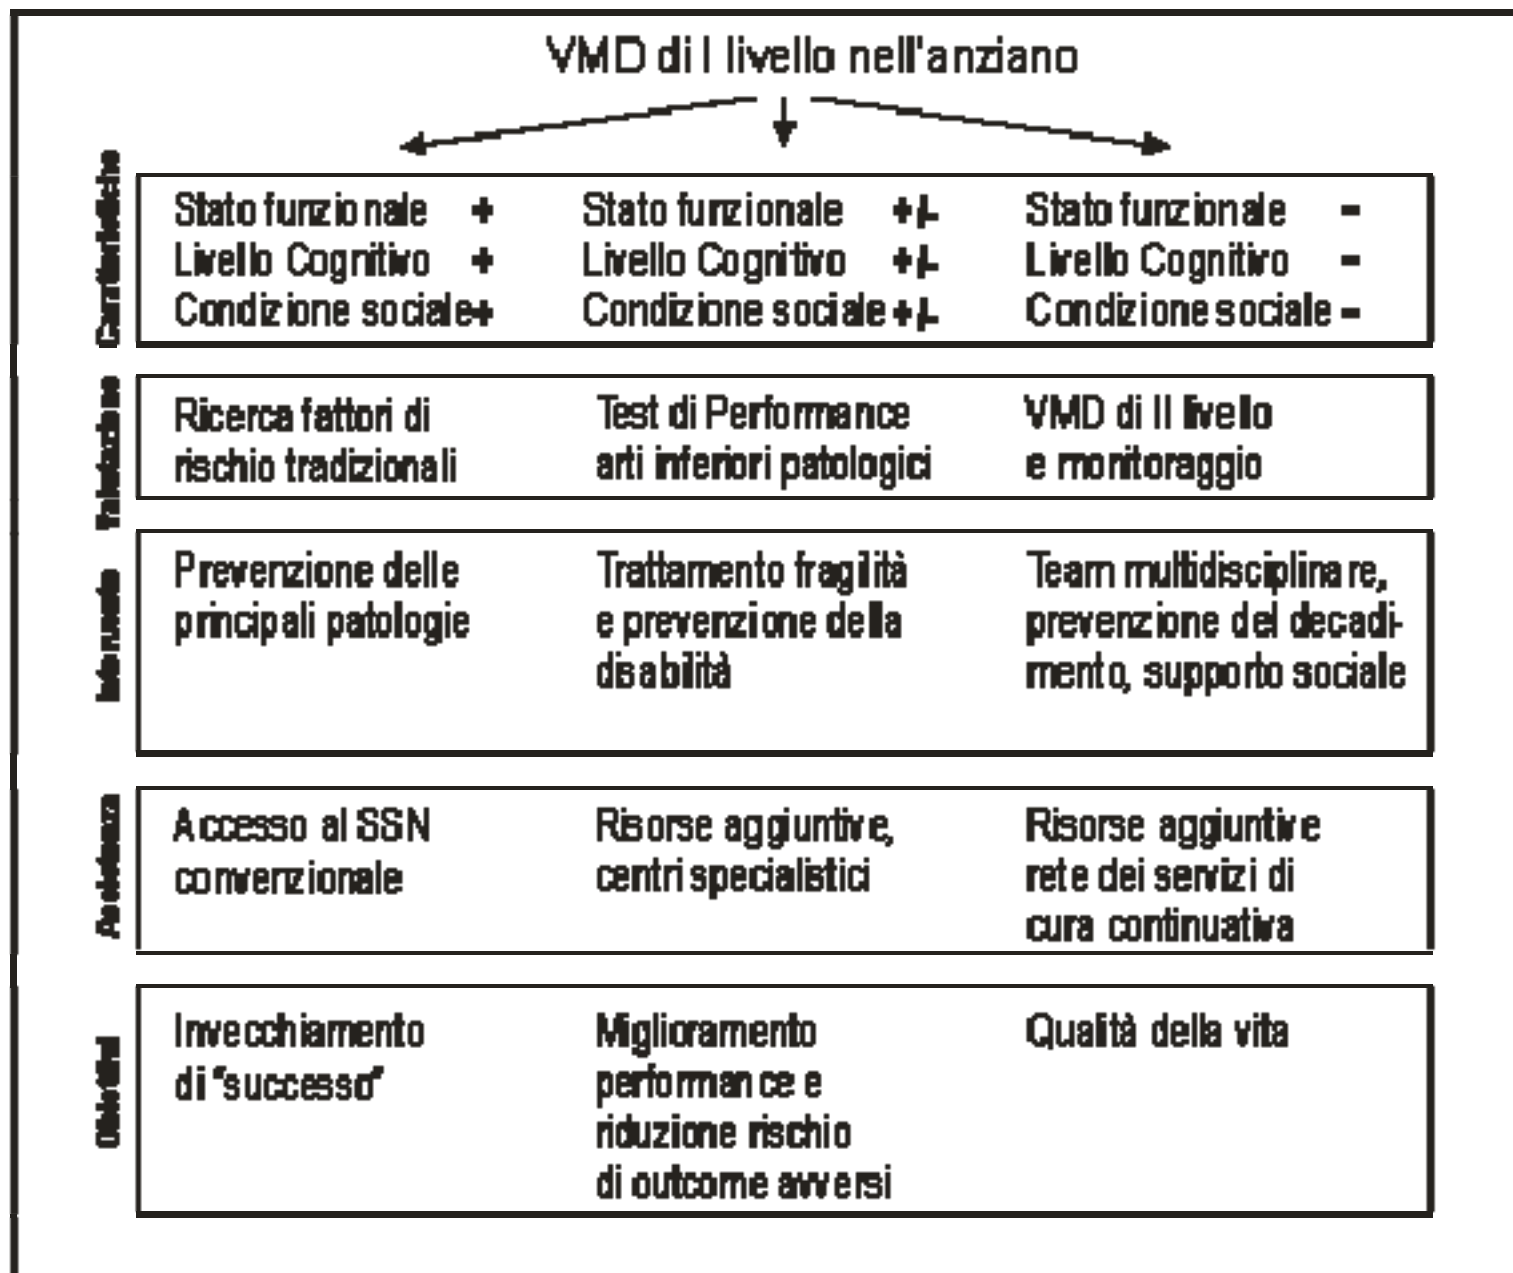 VMD di I livello nell'anziano
Caratteristiche
Stato funzionale + Stato funzionale +/- Stato funzionale -
Livello Cognitivo + Livello Cognitivo +/- Livello Cognitivo -
Condizione sociale+ Condizione sociale +/- Condizione sociale -
Valutazione
Ricerca fattori di Test di Performance VMD di II livello
rischio tradizionali arti inferiori patologici e monitoraggio
Prevenzione delle Trattamento fragilità Team multidisciplinare,
principali patologie e prevenzione della prevenzione del decadi-
disabilità mento, supporto sociale
Assistenza
Accesso al SSN Risorse aggiuntive, Risorse aggiuntive
convenzionale centri specialistici rete dei servizi di
cura continuativa
Obiettivi
Invecchiamento Miglioramento Qualità della vita
di "successo" performance e
riduzione rischio
di outcome avversi